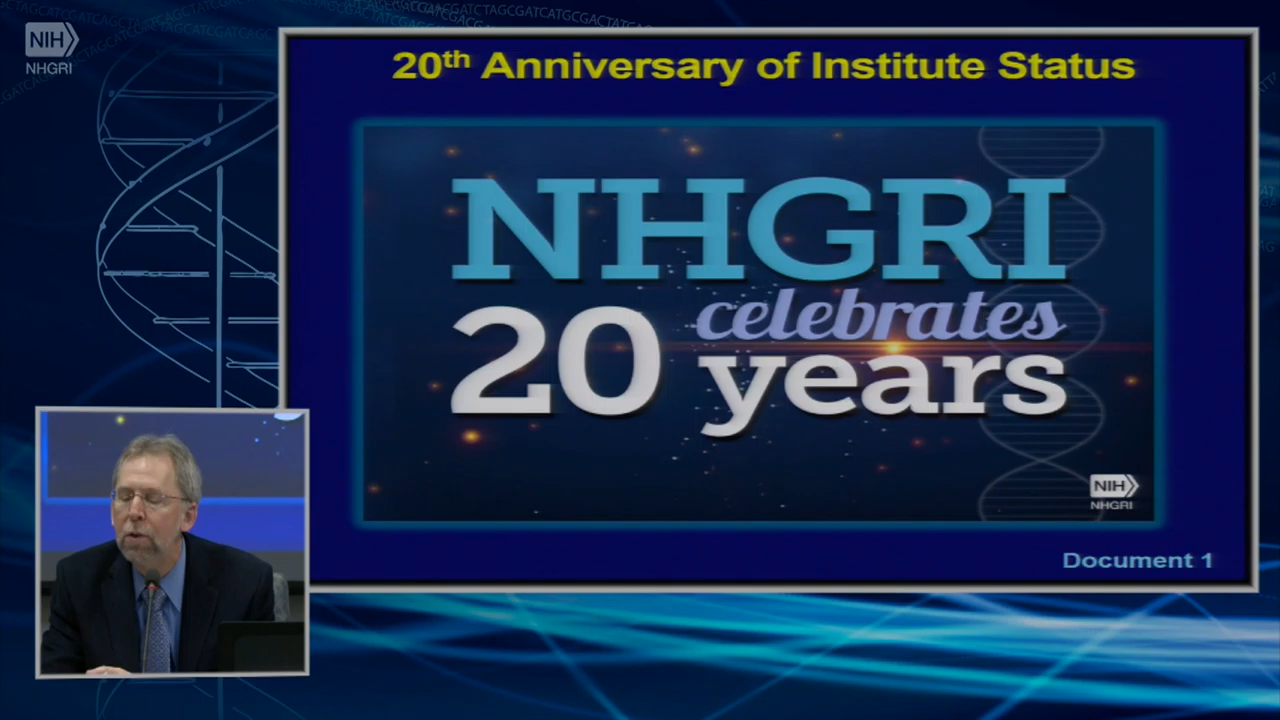 NIH
NHGRI
20th Anniversary of Institute Status
NHGRI
celebrates
20 years
NIH
NHGRI
Document 1